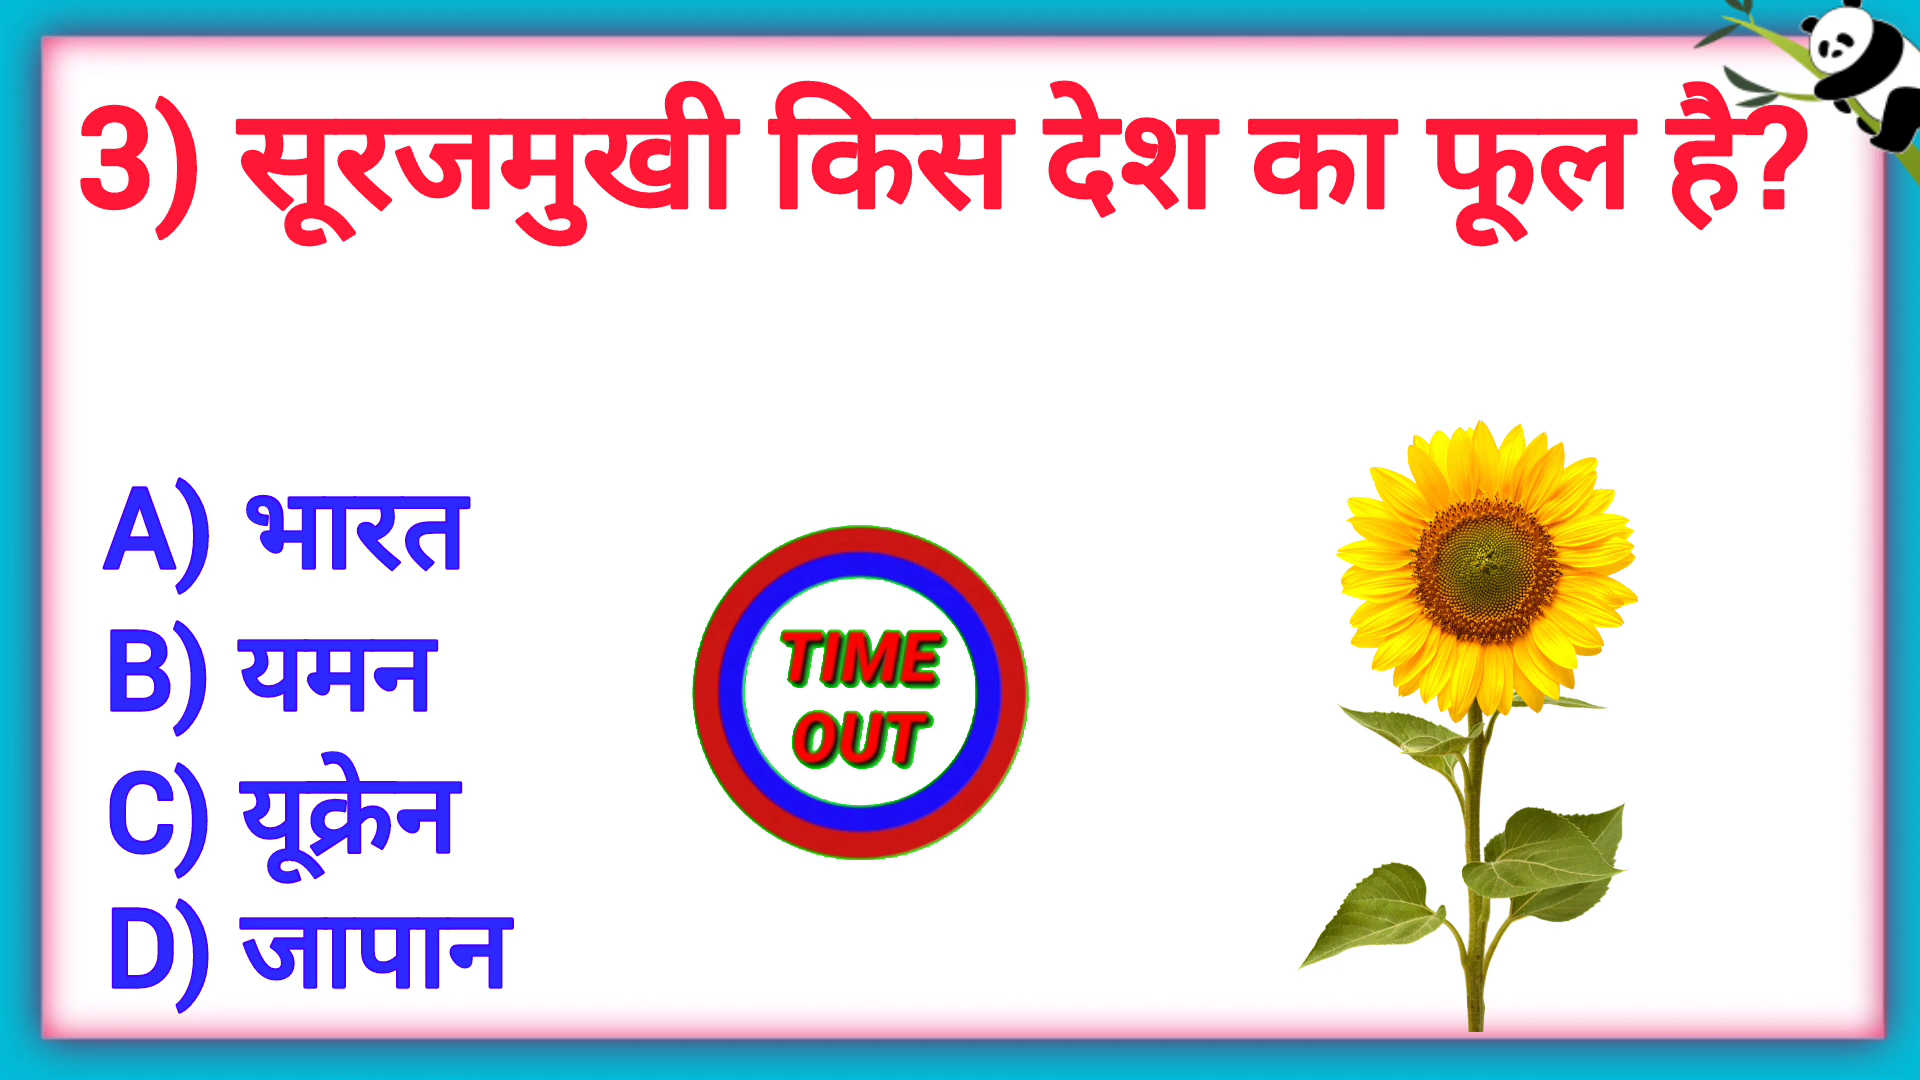 3) सूरजमुखी किस देश का फूल है?
A) भारत
B) यमन
C) यूक्रेन
D) जापान
TIME
OUT